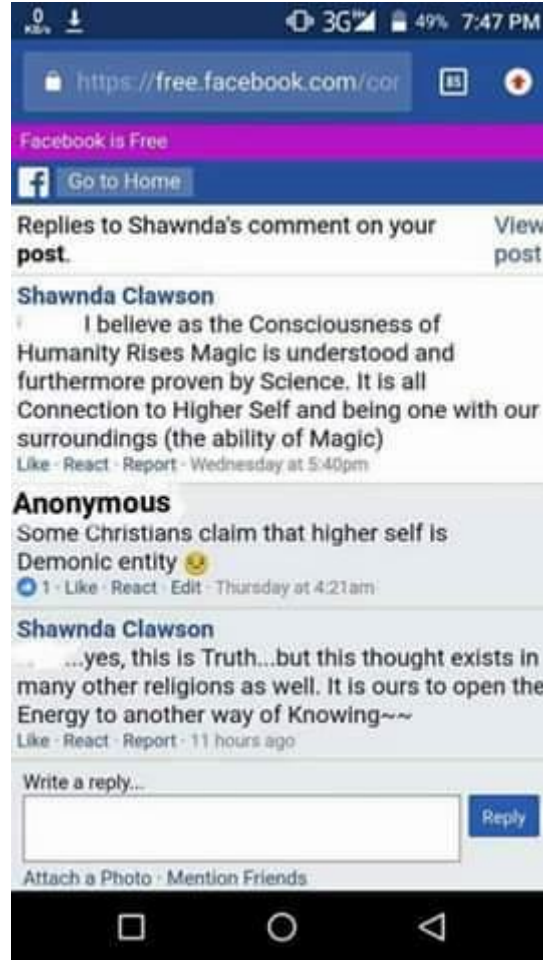 0
KB/s
3G 49% 7:47 PM
https://free.facebook.com/cor
85
Facebook is Free
f Go to Home
Replies to Shawnda's comment on your View
post. post
Shawnda Clawson
I believe as the Consciousness of
Humanity Rises Magic is understood and
furthermore proven by Science. It is all
Connection to Higher Self and being one with our
surroundings (the ability of Magic)
Like · React · Report · Wednesday at 5:40pm
Anonymous
Some Christians claim that higher self is
Demonic entity 😔
1 · Like · React · Edit · Thursday at 4:21am
Shawnda Clawson
...yes, this is Truth...but this thought exists in
many other religions as well. It is ours to open the
Energy to another way of Knowing~~
Like · React · Report · 11 hours ago
Write a reply...
Reply
Attach a Photo · Mention Friends